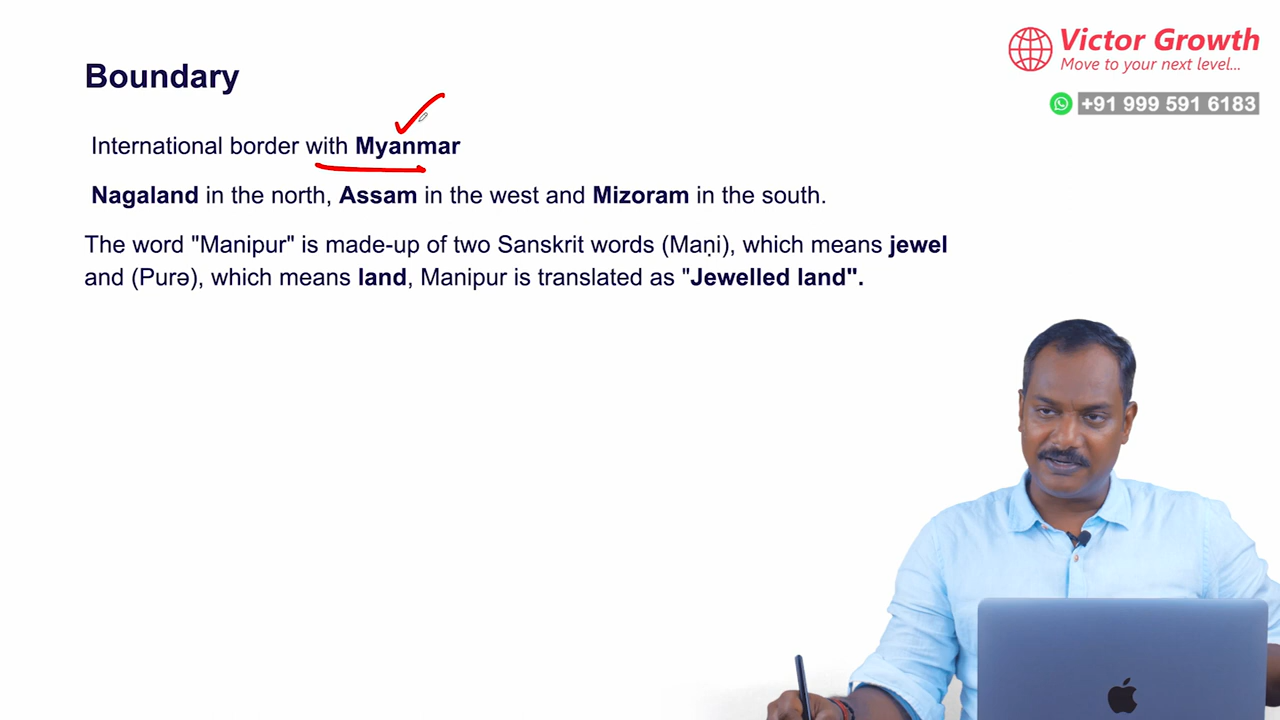 Victor Growth
Move to your next level...
+91 999 591 6183
Boundary
International border with Myanmar
Nagaland in the north, Assam in the west and Mizoram in the south.
The word "Manipur" is made-up of two Sanskrit words (Maṇi), which means jewel
and (Purə), which means land, Manipur is translated as "Jewelled land".